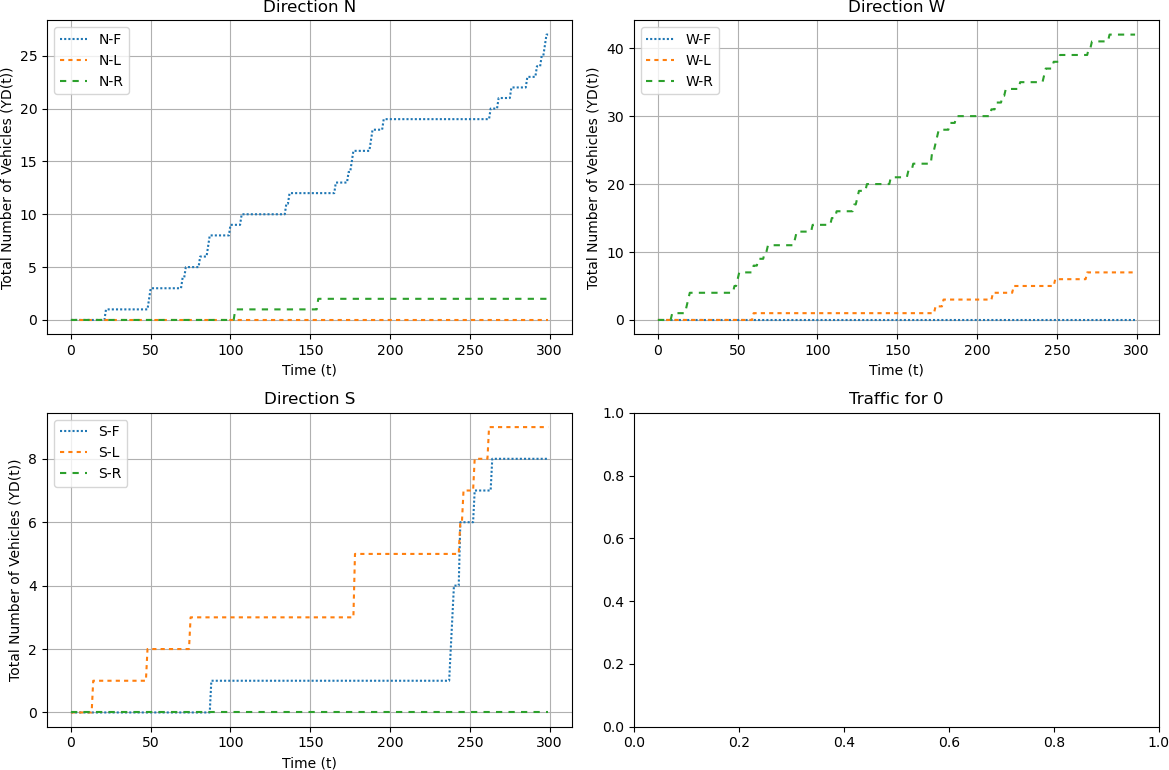 Direction N
Total Number of Vehicles (YD(t))
25
20
15
10
5
0
N-F
N-L
N-R
0 50 100 150 200 250 300
Time (t)
Direction W
Total Number of Vehicles (YD(t))
40
30
20
10
0
W-F
W-L
W-R
0 50 100 150 200 250 300
Time (t)
Direction S
Total Number of Vehicles (YD(t))
8
6
4
2
0
S-F
S-L
S-R
0 50 100 150 200 250 300
Time (t)
Traffic for 0
1.0
0.8
0.6
0.4
0.2
0.0
0.0 0.2 0.4 0.6 0.8 1.0